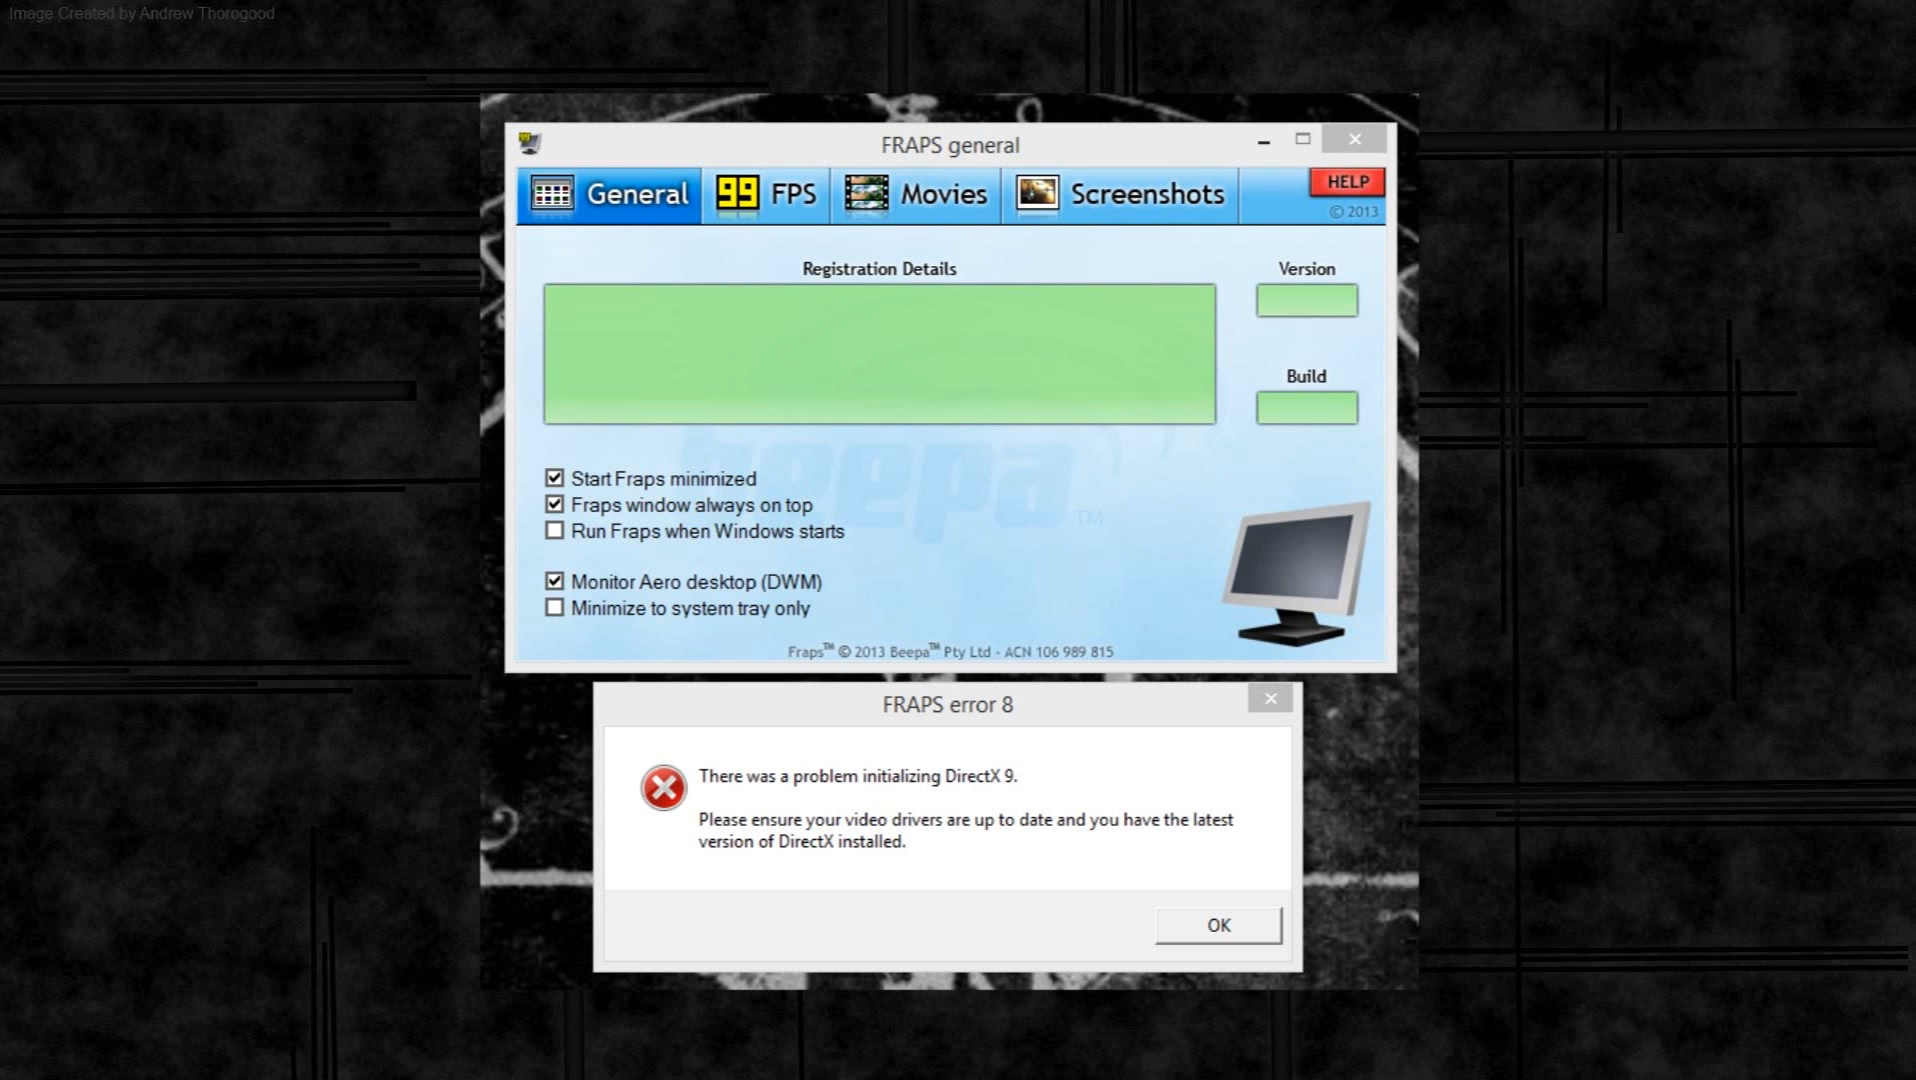 Image Created by Andrew Thorogood
FRAPS general
General
99
FPS
Movies
Screenshots
HELP
© 2013
Registration Details
Version
Build
beepa™
Start Fraps minimized
Fraps window always on top
Run Fraps when Windows starts
Monitor Aero desktop (DWM)
Minimize to system tray only
Fraps™ © 2013 Beepa™ Pty Ltd - ACN 106 989 815
FRAPS error 8
There was a problem initializing DirectX 9.
Please ensure your video drivers are up to date and you have the latest
version of DirectX installed.
OK